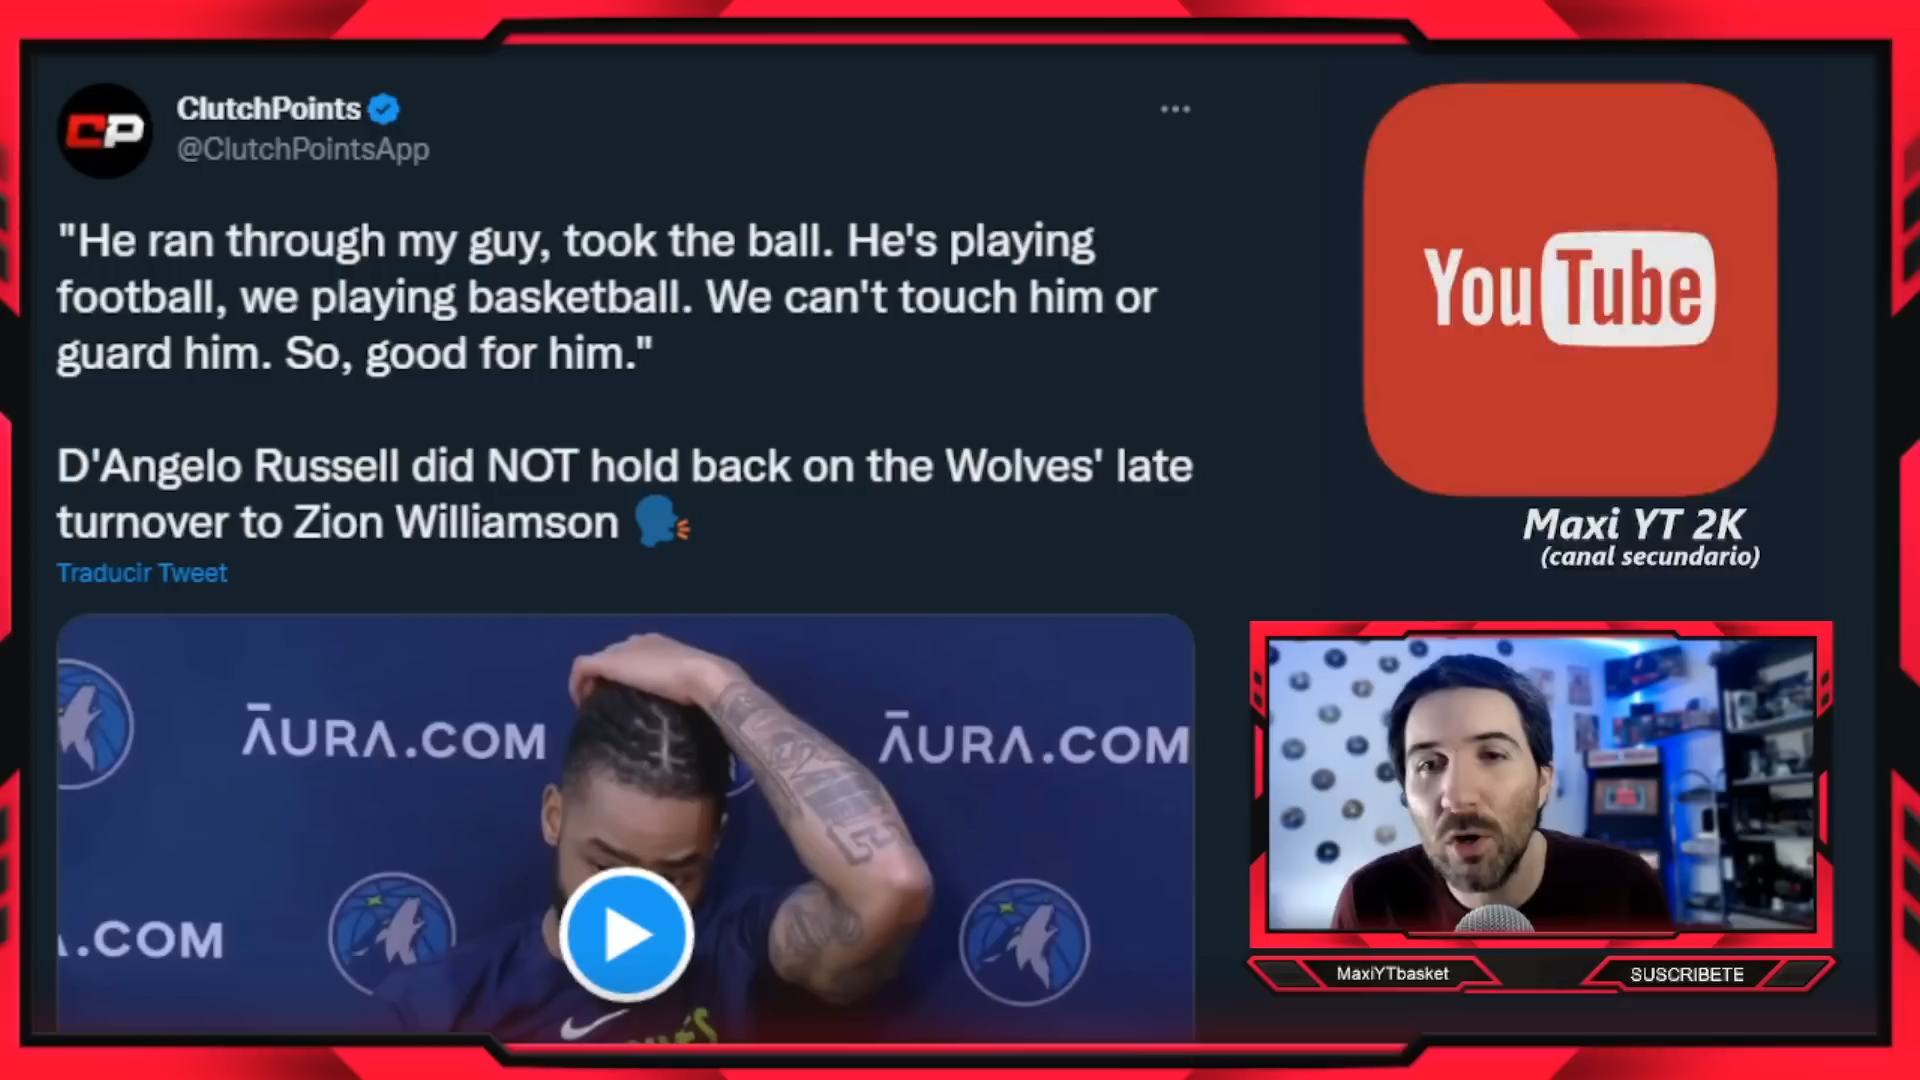 CP
ClutchPoints
@ClutchPointsApp
"He ran through my guy, took the ball. He's playing
football, we playing basketball. We can't touch him or
guard him. So, good for him."
D'Angelo Russell did NOT hold back on the Wolves' late
turnover to Zion Williamson
Traducir Tweet
ĀURA.COM
ĀURA.COM
.COM
YouTube
Maxi YT 2K
(canal secundario)
MaxiYTbasket
SUSCRIBETE